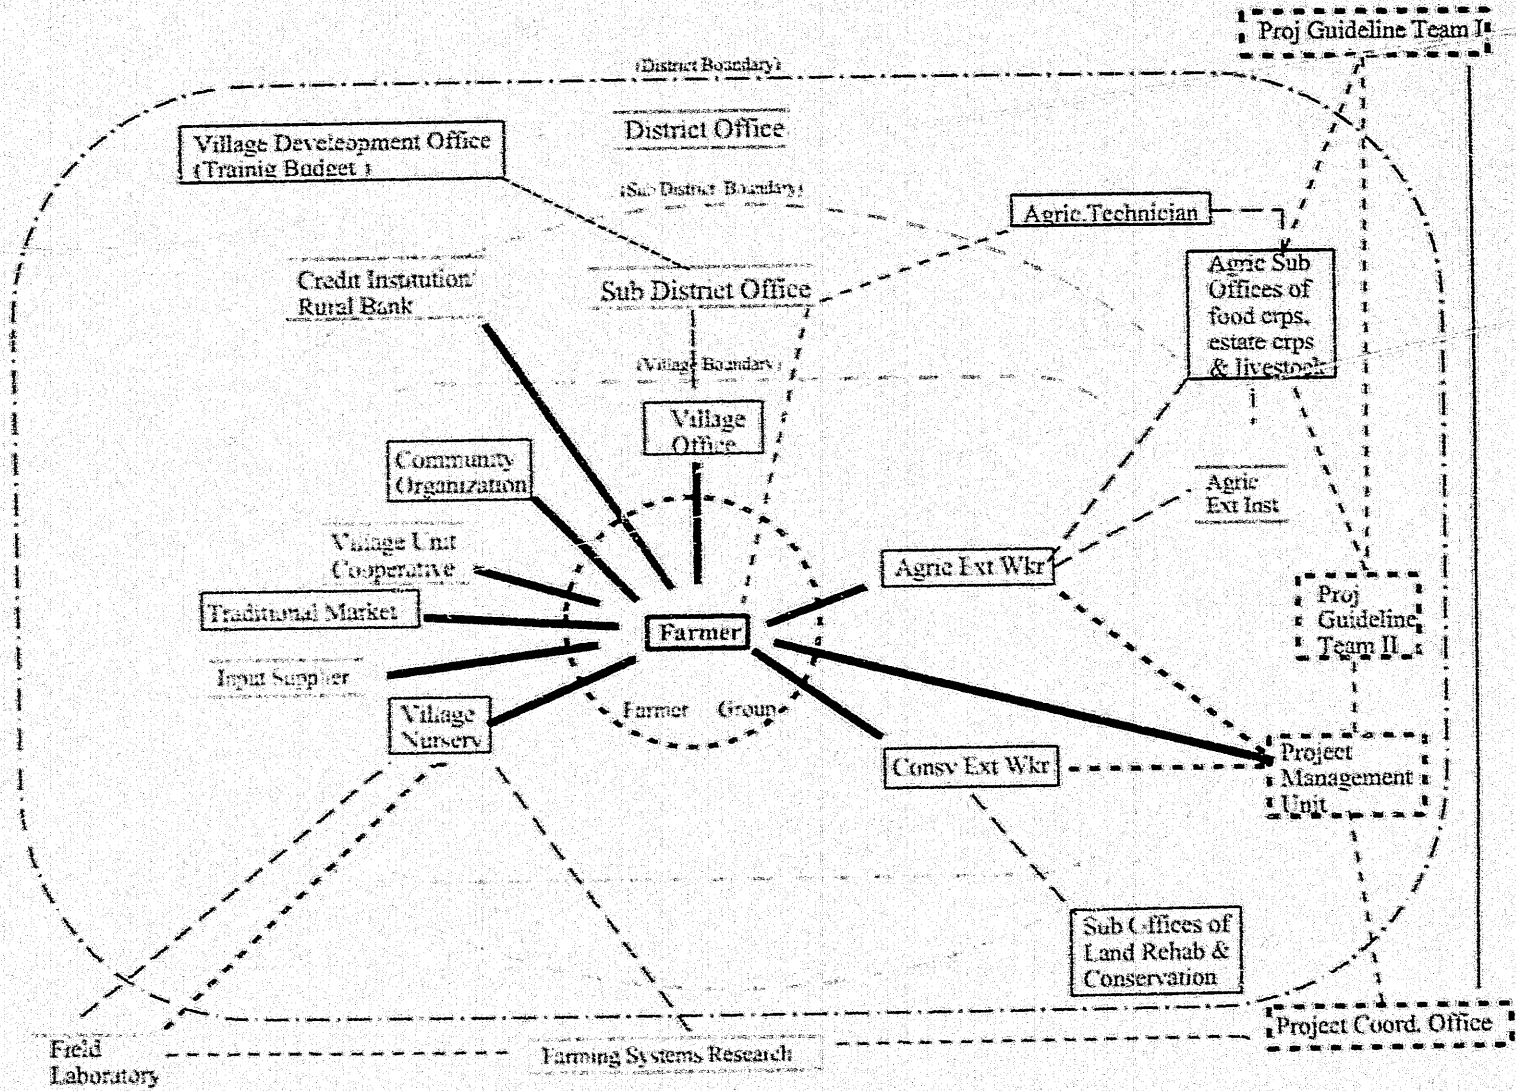 Proj Guideline Team I
(District Boundary)
District Office
Village Develeopment Office
(Trainig Budget )
(Sub District Boundary)
Agric.Technician
Credit Institution/
Rural Bank
Sub District Office
Agric Sub
Offices of
food crps,
estate crps
& livestock
(Village Boundary)
Village
Office
Community
Organization
Agric
Ext Inst
Village Unit
Cooperative
Agric Ext Wkr
Traditional Market
Farmer
Proj
Guideline
Team II
Input Supplier
Village
Nursery
Farmer Group
Consv Ext Wkr
Project
Management
Unit
Sub Offices of
Land Rehab &
Conservation
Project Coord. Office
Field
Laboratory
Farming Systems Research